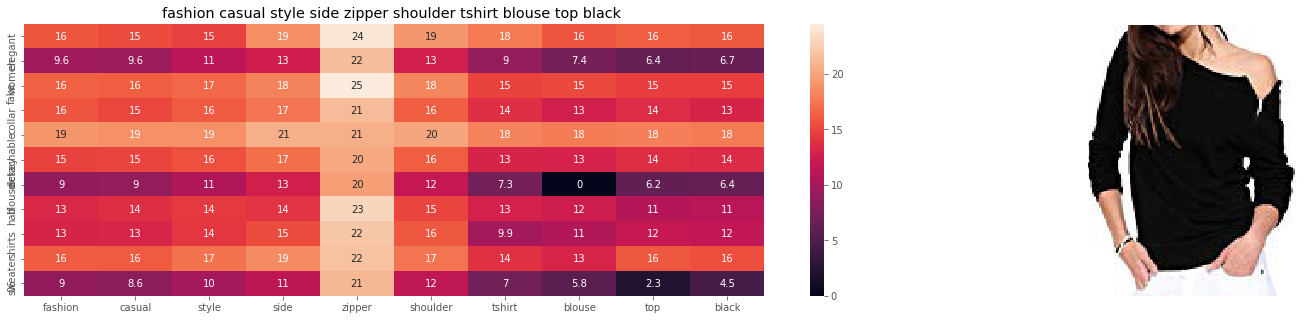 fashion casual style side zipper shoulder tshirt blouse top black
elegant 16 15 15 19 24 19 18 16 16 16
women 9.6 9.6 11 13 22 13 9 7.4 6.4 6.7
fake 16 16 17 18 25 18 15 15 15 15
collar 16 15 16 17 21 16 14 13 14 13
19 19 19 21 21 20 18 18 18 18
15 15 16 17 20 16 13 13 14 14
9 9 11 13 20 12 7.3 0 6.2 6.4
half 13 14 14 14 23 15 13 12 11 11
shirts 13 13 14 15 22 16 9.9 11 12 12
sweater 16 16 17 19 22 17 14 13 16 16
9 8.6 10 11 21 12 7 5.8 2.3 4.5
fashion casual style side zipper shoulder tshirt blouse top black
20
15
10
5
0